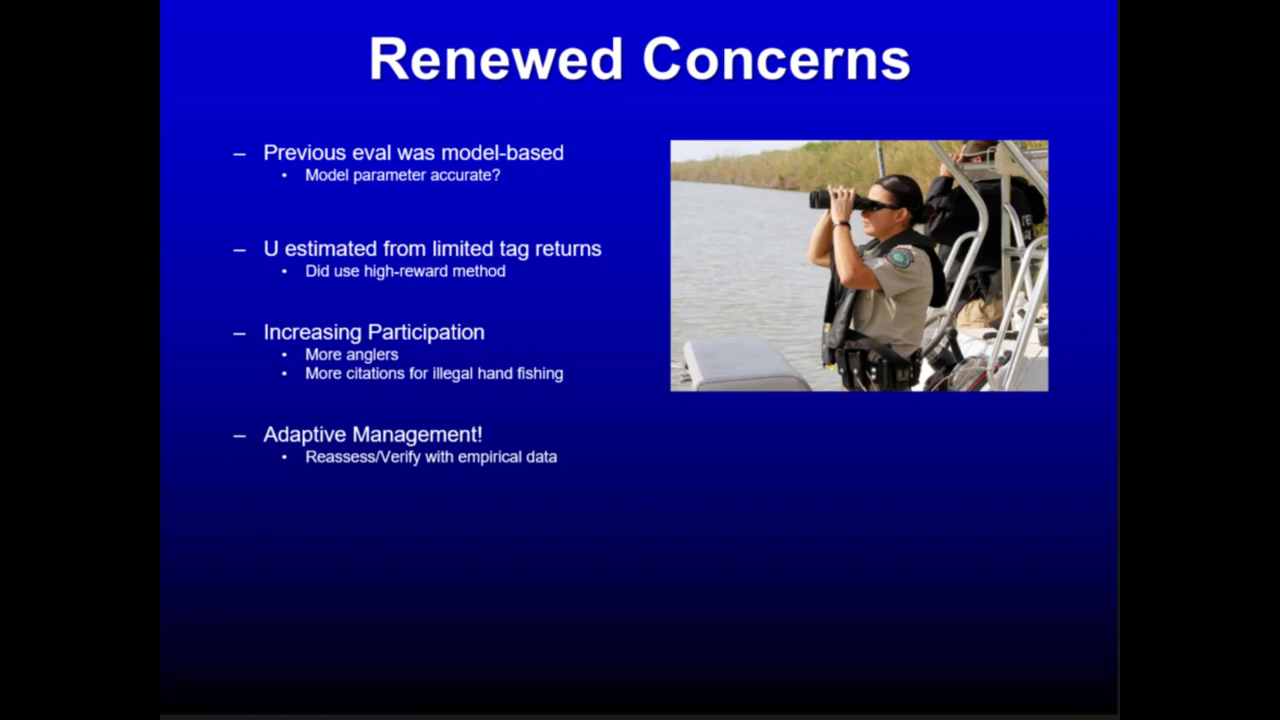 Renewed Concerns
– Previous eval was model-based
• Model parameter accurate?
– U estimated from limited tag returns
• Did use high-reward method
– Increasing Participation
• More anglers
• More citations for illegal hand fishing
– Adaptive Management!
• Reassess/Verify with empirical data